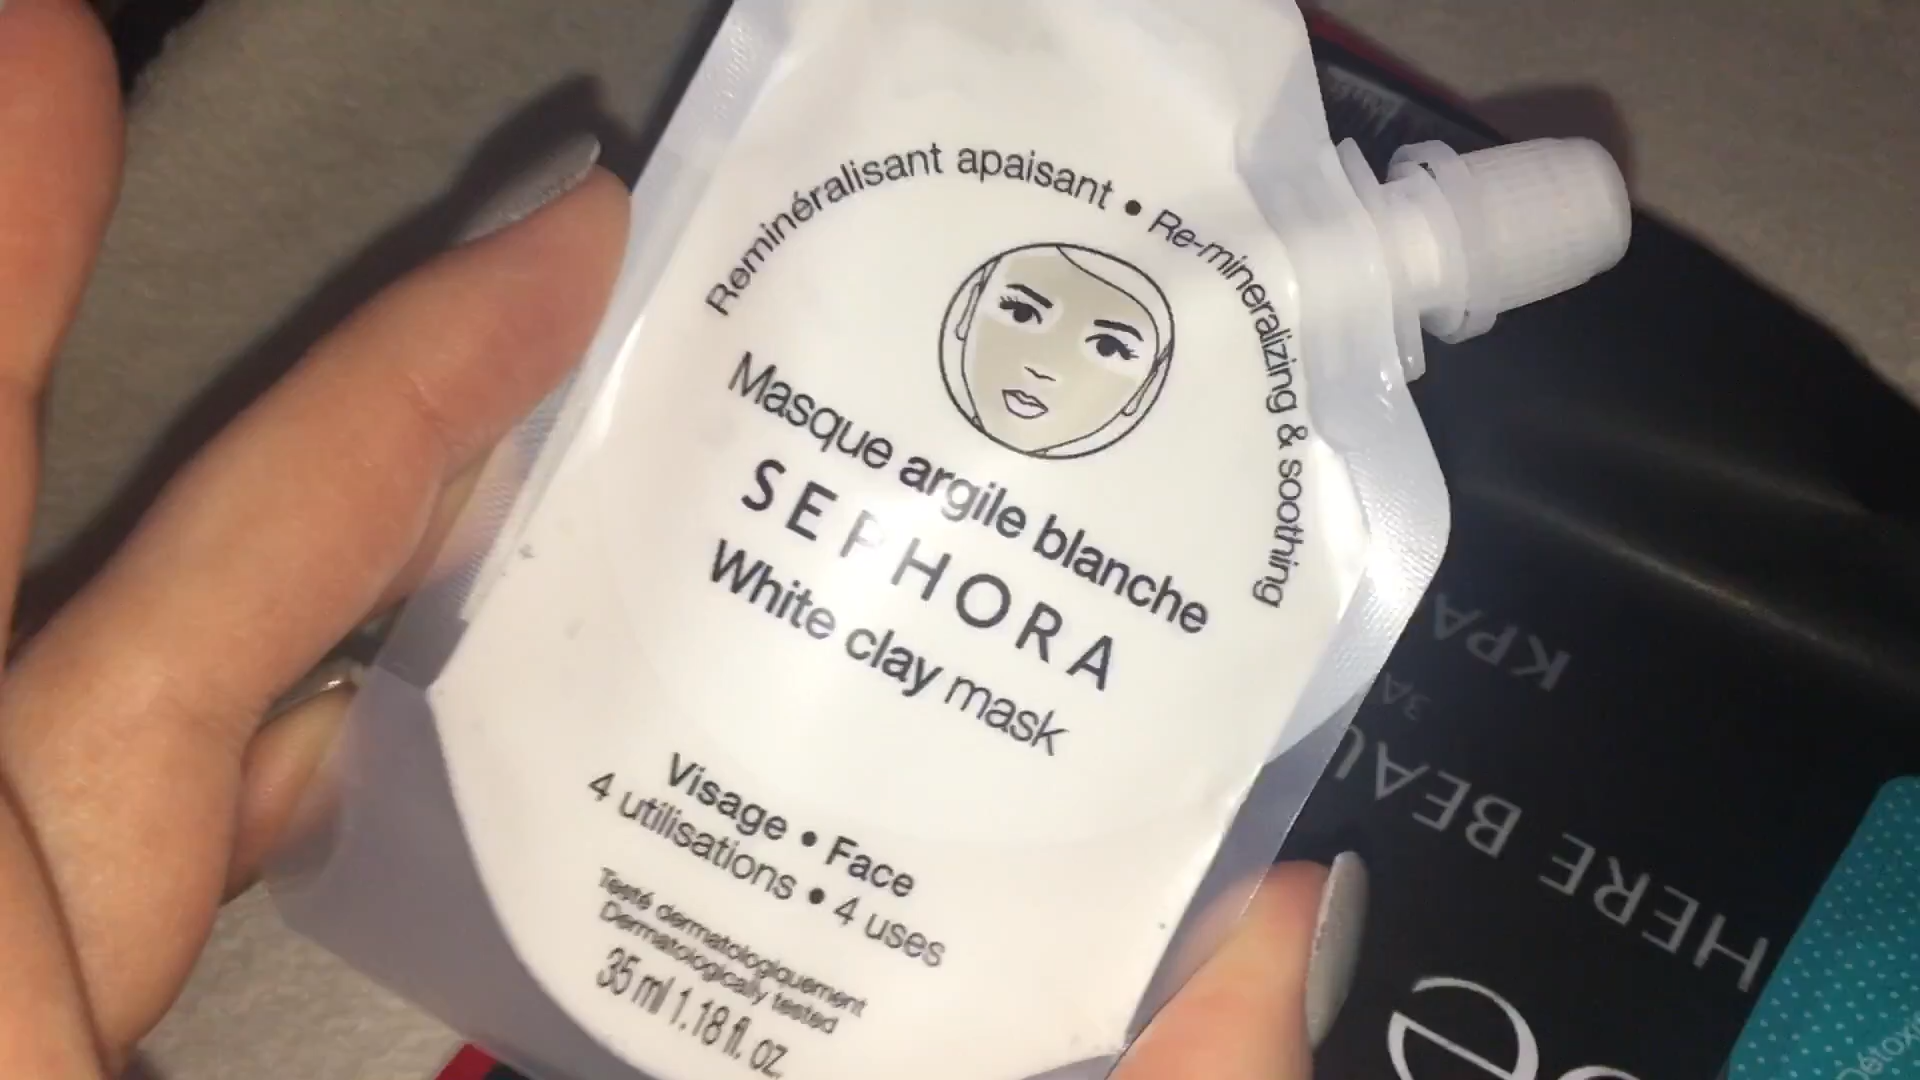 Reminéralisant apaisant • Re-mineralizing & soothing
Masque argile blanche
SEPHORA
White clay mask
Visage • Face
4 utilisations • 4 uses
Testé dermatologiquement
Dermatologically tested
35 ml 1.18 fl. oz.
КРА
ЗА
HERE BEAU